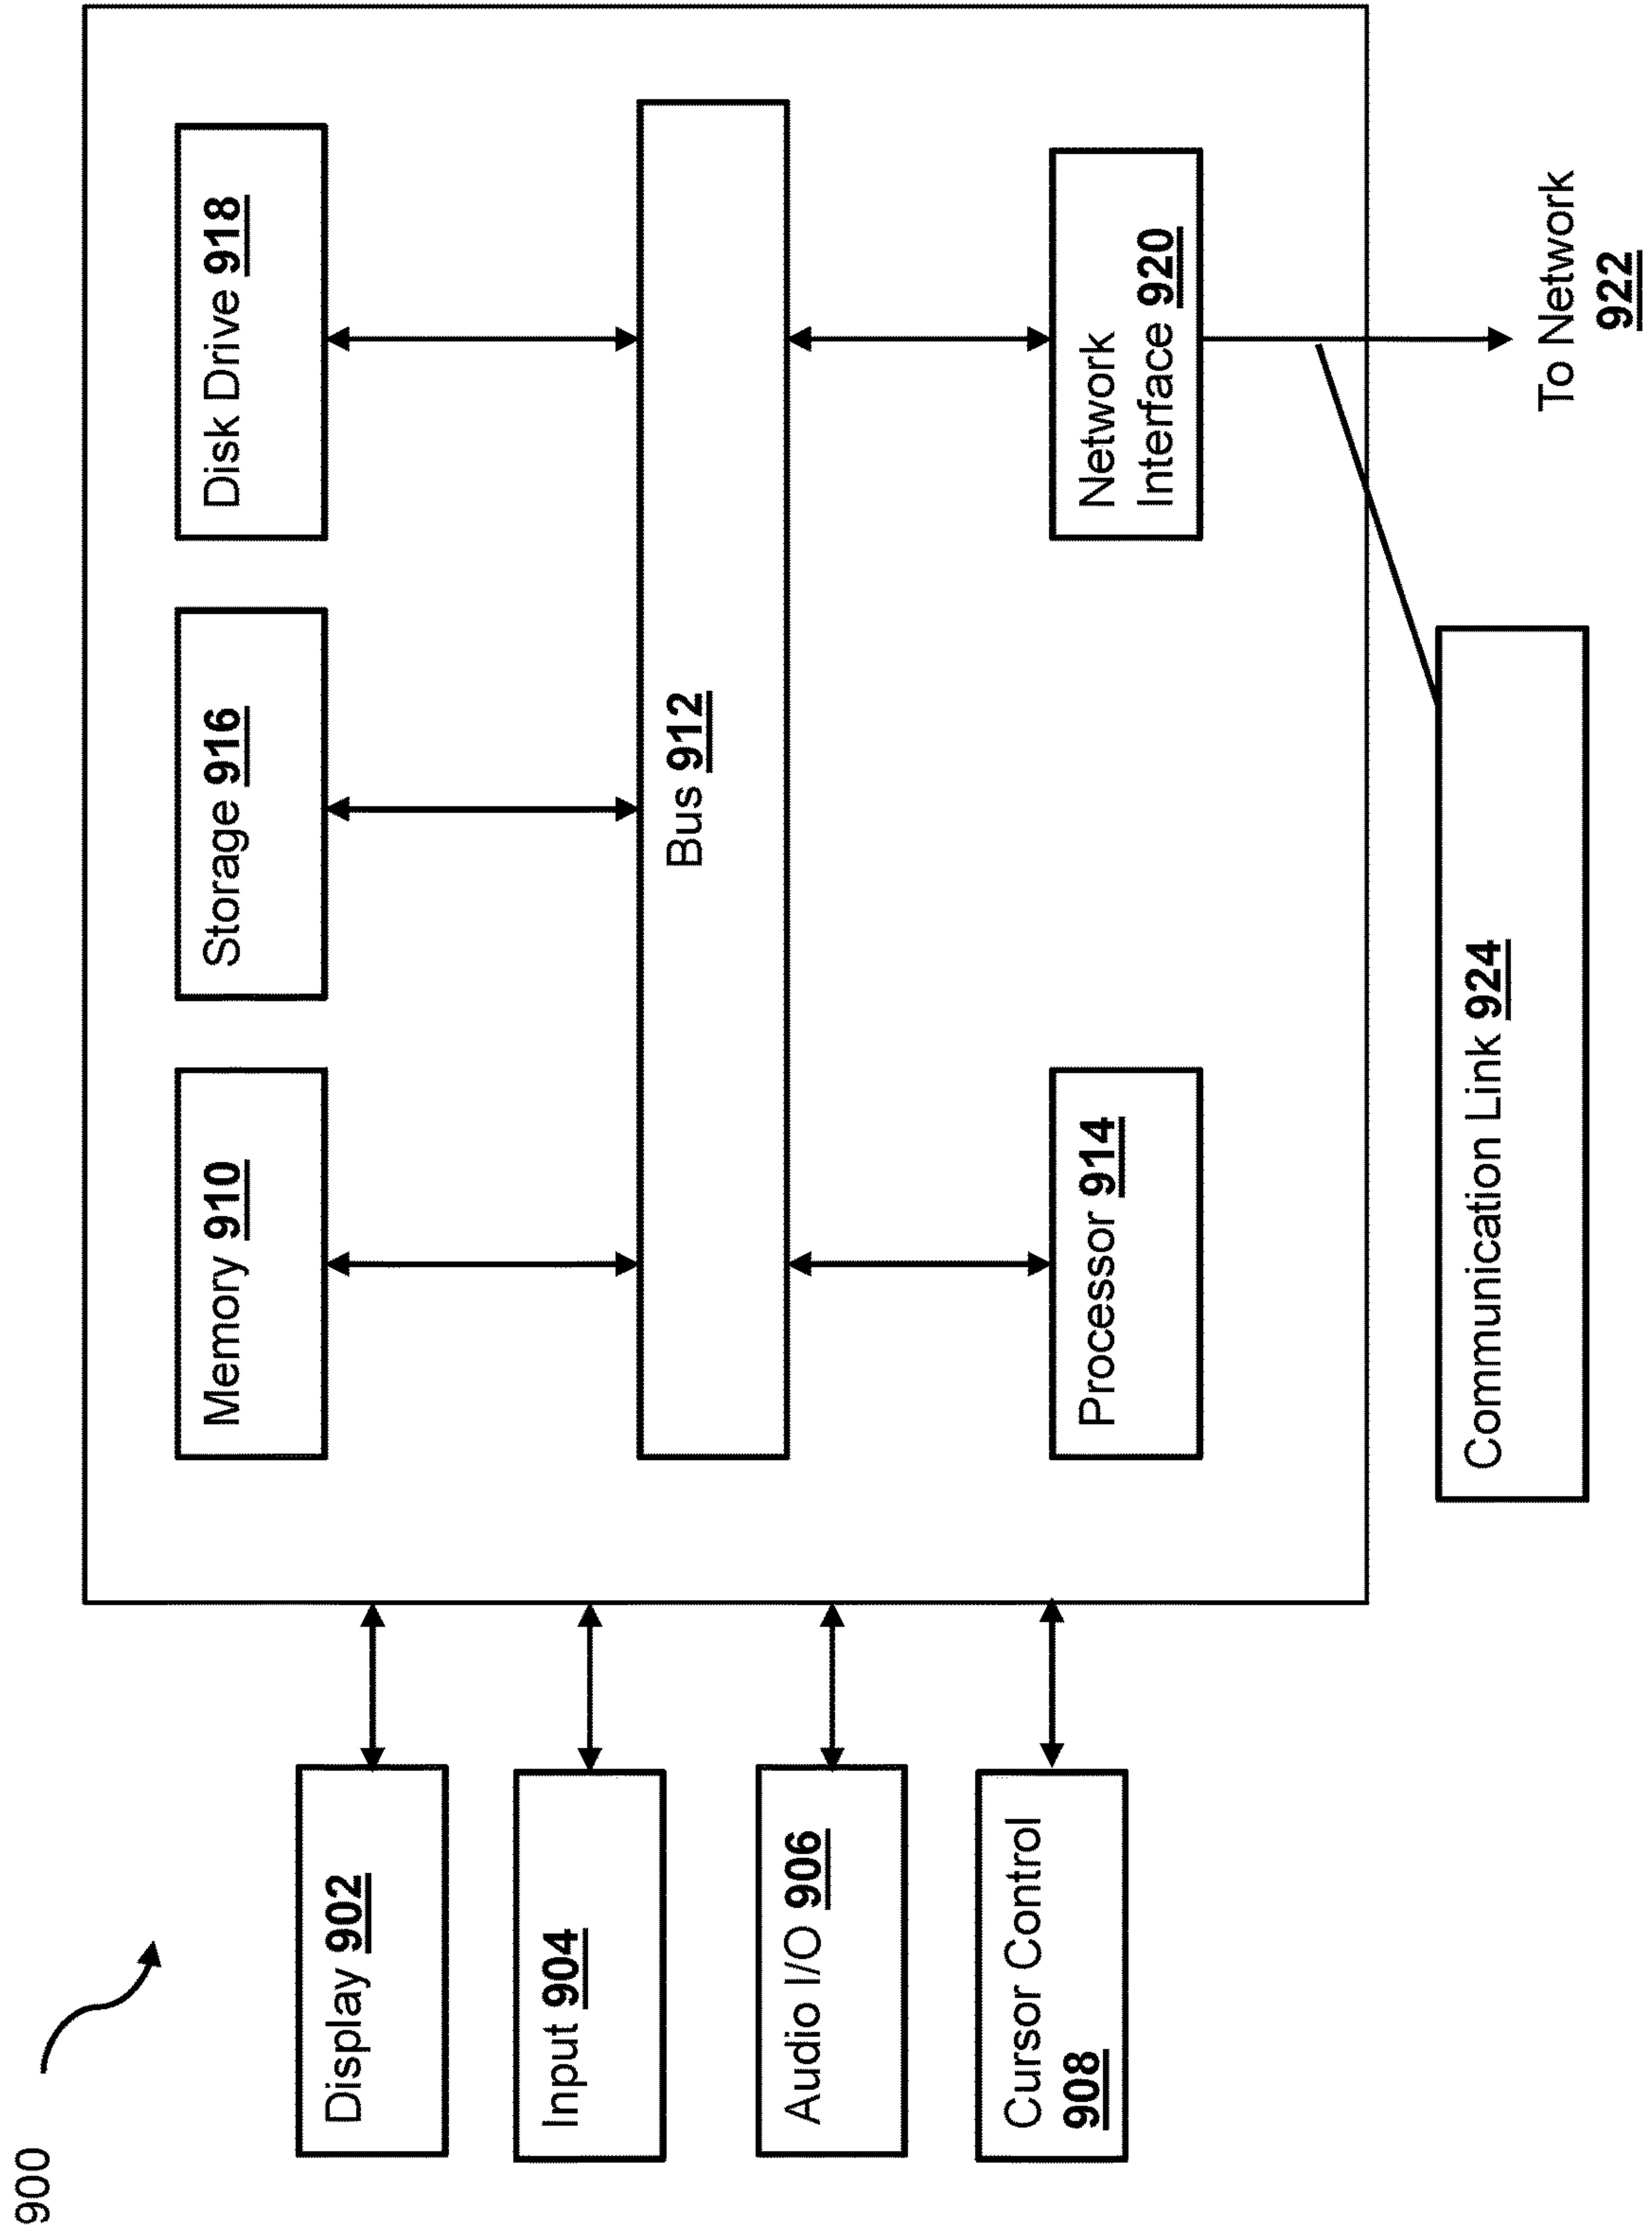 900
Display 902
Input 904
Audio I/O 906
Cursor Control
908
Memory 910
Storage 916
Disk Drive 918
Bus 912
Processor 914
Network
Interface 920
Communication Link 924
To Network
922